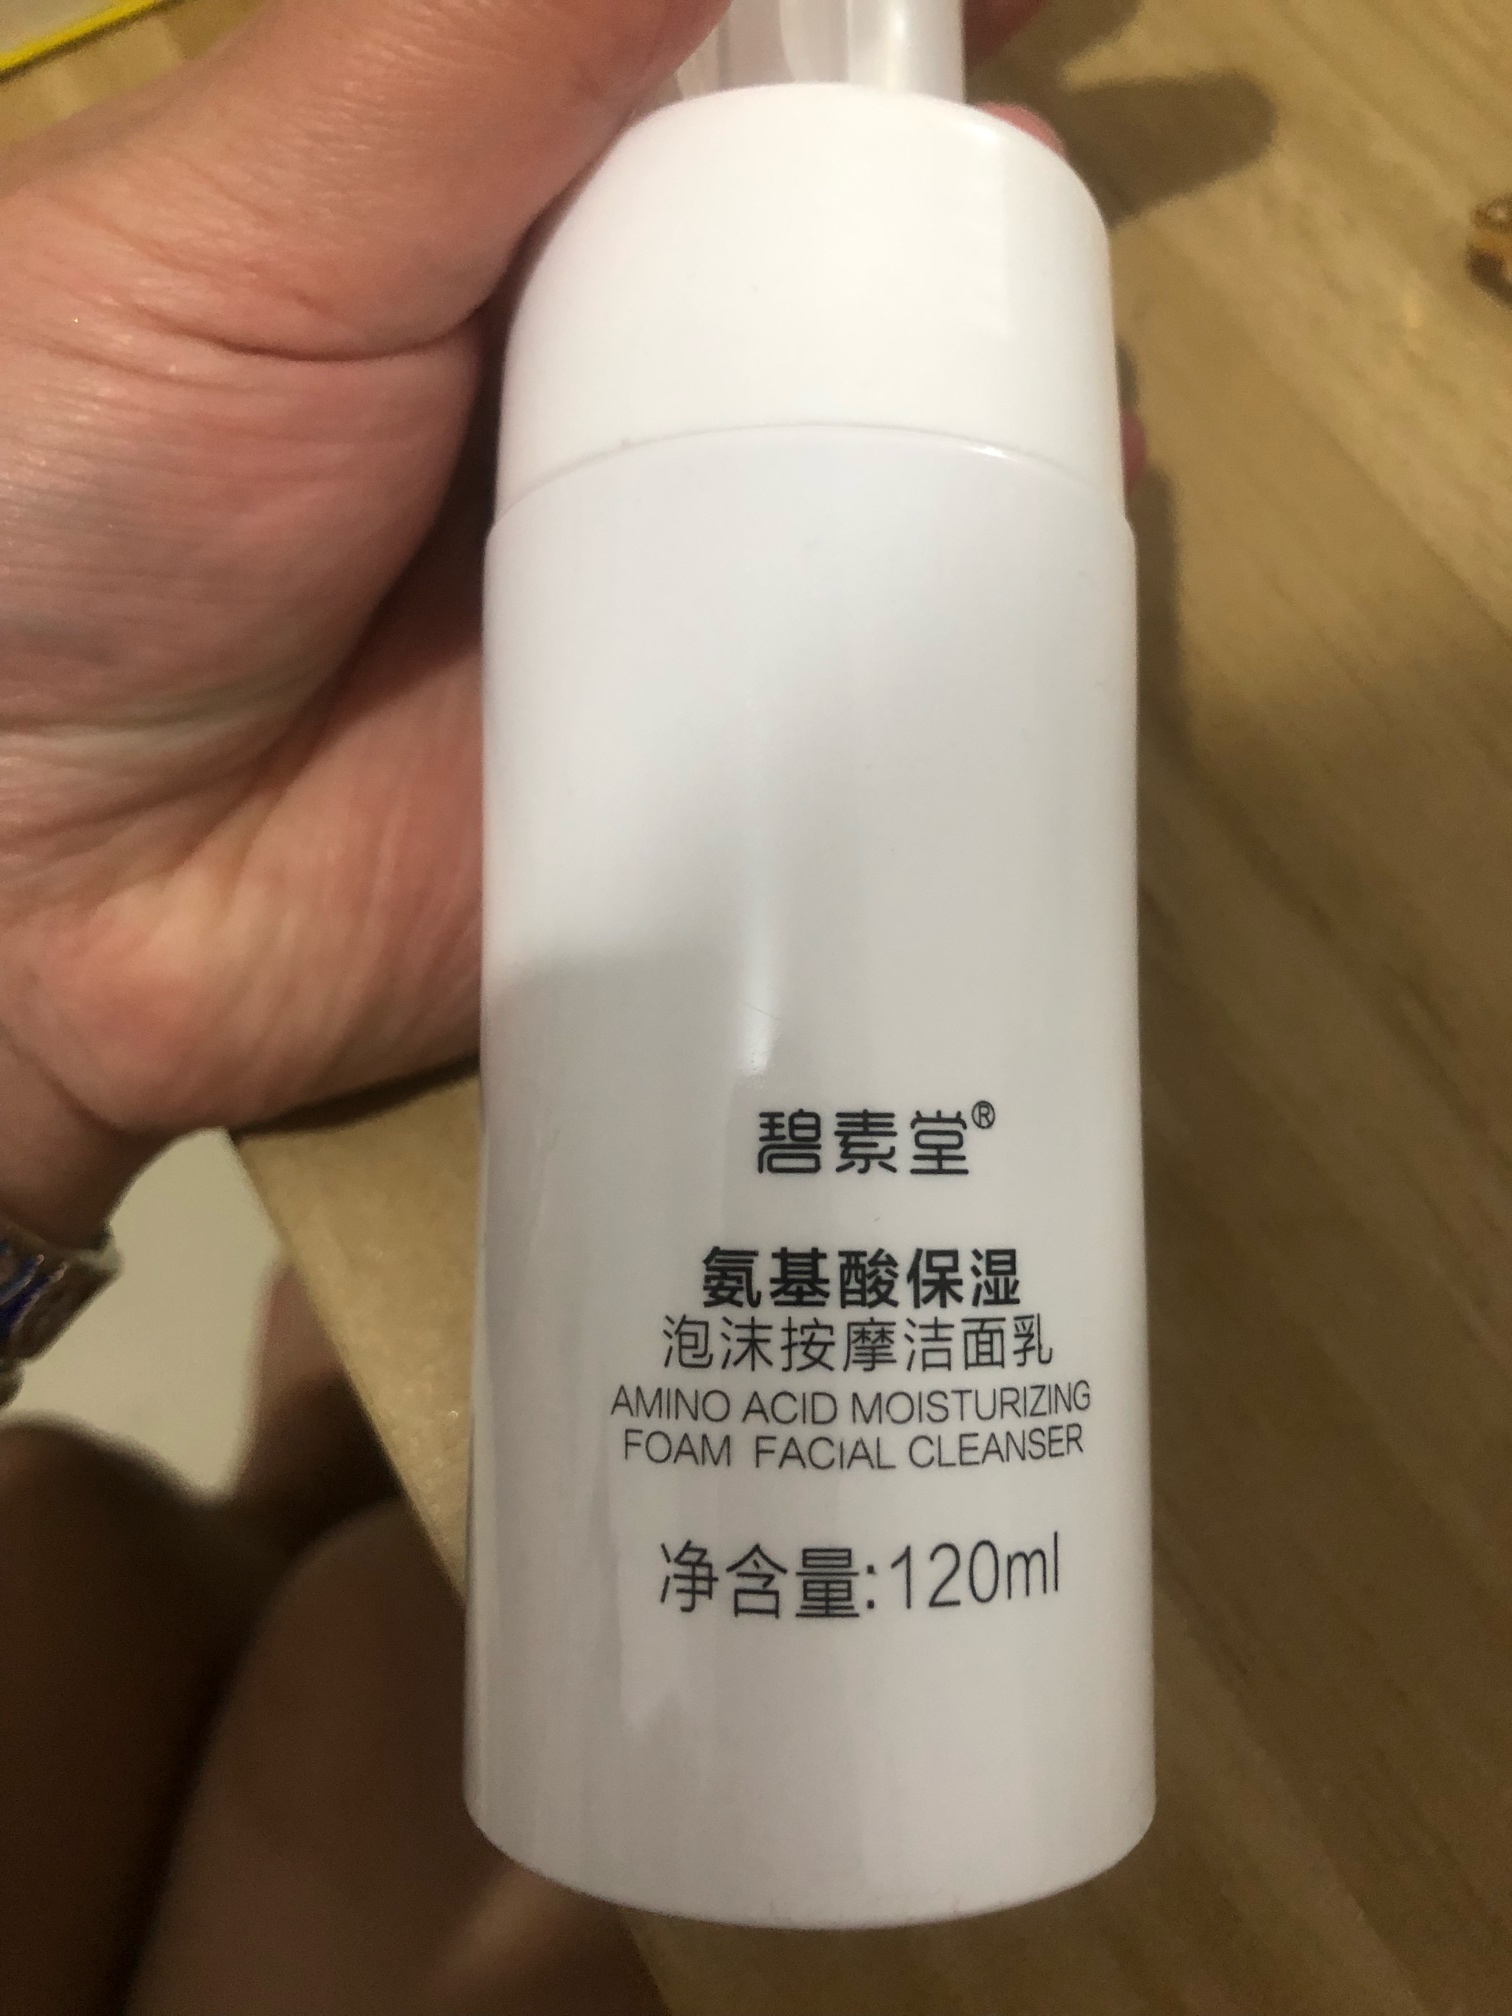 碧素堂®
氨基酸保湿
泡沫按摩洁面乳
AMINO ACID MOISTURIZING
FOAM FACIAL CLEANSER
净含量:120ml